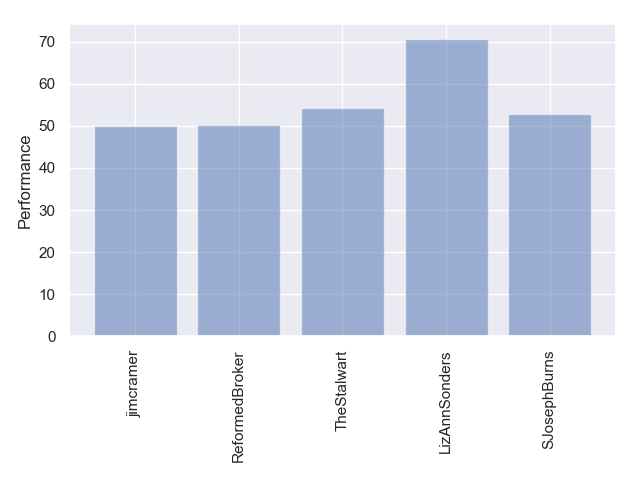 70
60
50
40
30
20
10
0
Performance
jimcramer
ReformedBroker
TheStalwart
LizAnnSonders
SJosephBurns